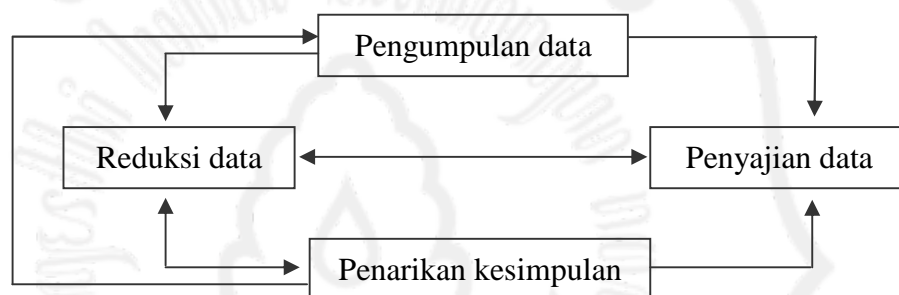 Pengumpulan data
Reduksi data
Penyajian data
Penarikan kesimpulan